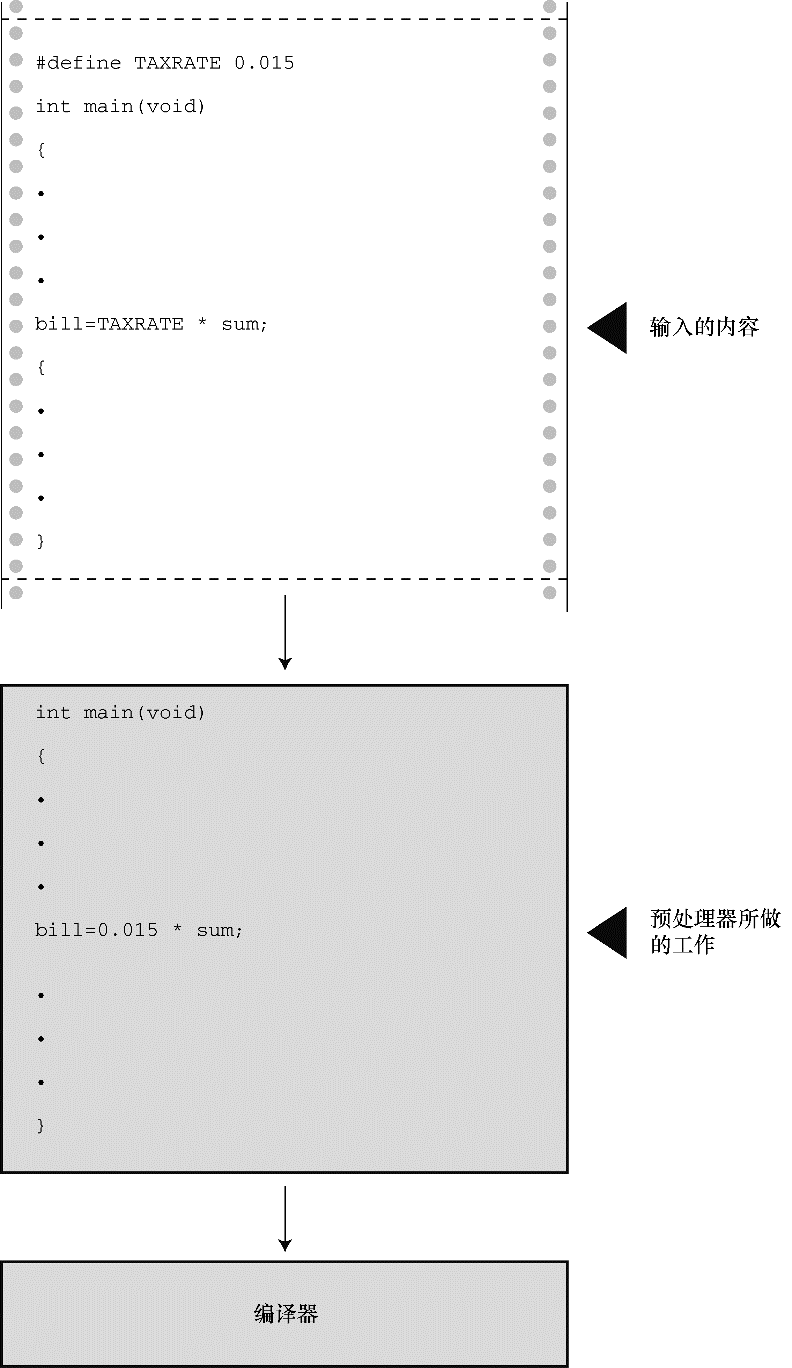 #define TAXRATE 0.015
int main(void)
{
•
•
•
bill=TAXRATE * sum;
{
•
•
•
}
输入的内容
int main(void)
{
•
•
•
bill=0.015 * sum;
•
•
•
}
预处理器所做
的工作
编译器